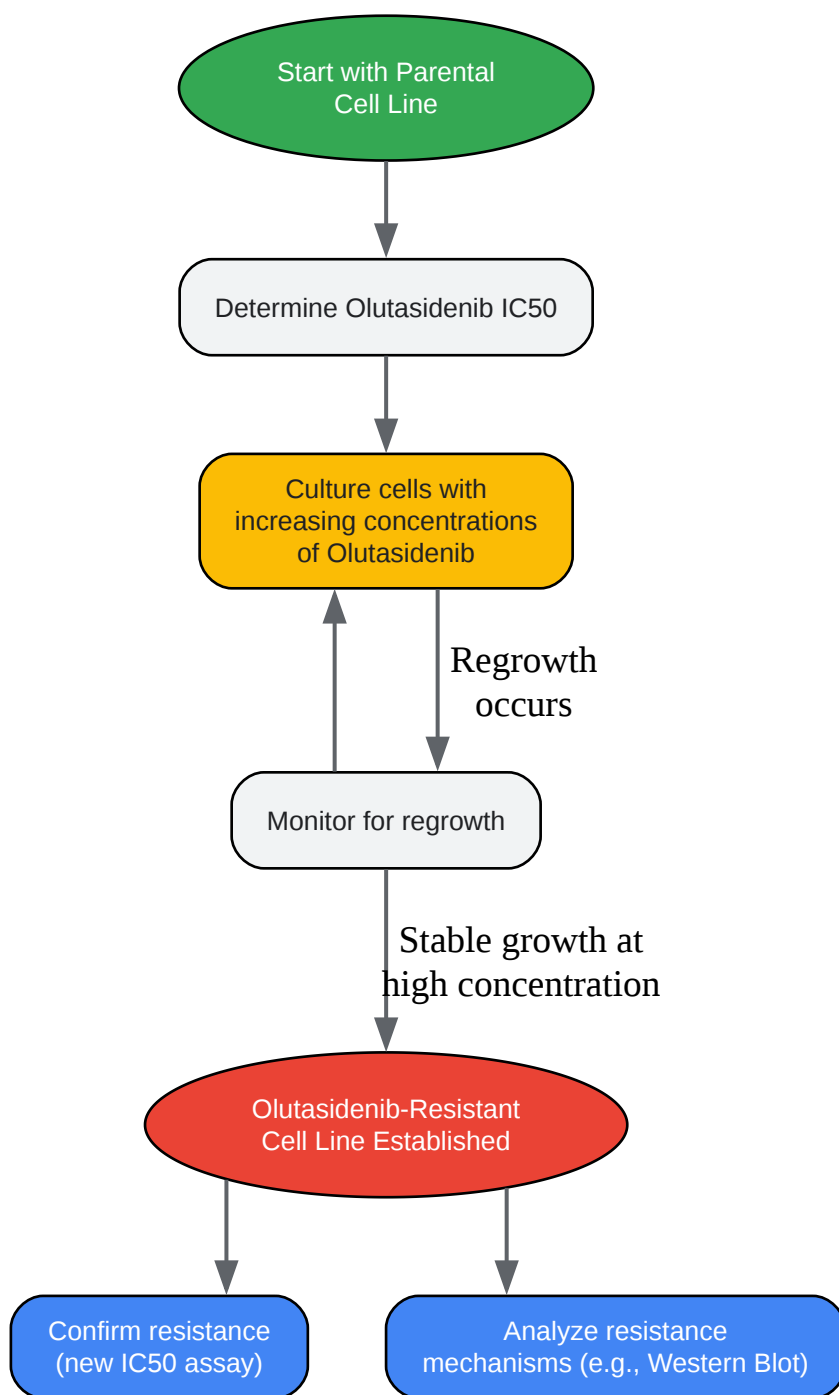 Start with Parental
Cell Line
Determine Olutasidenib IC50
Culture cells with
increasing concentrations
of Olutasidenib
Regrowth
occurs
Monitor for regrowth
Stable growth at
high concentration
Olutasidenib-Resistant
Cell Line Established
Confirm resistance
(new IC50 assay)
Analyze resistance
mechanisms (e.g., Western Blot)